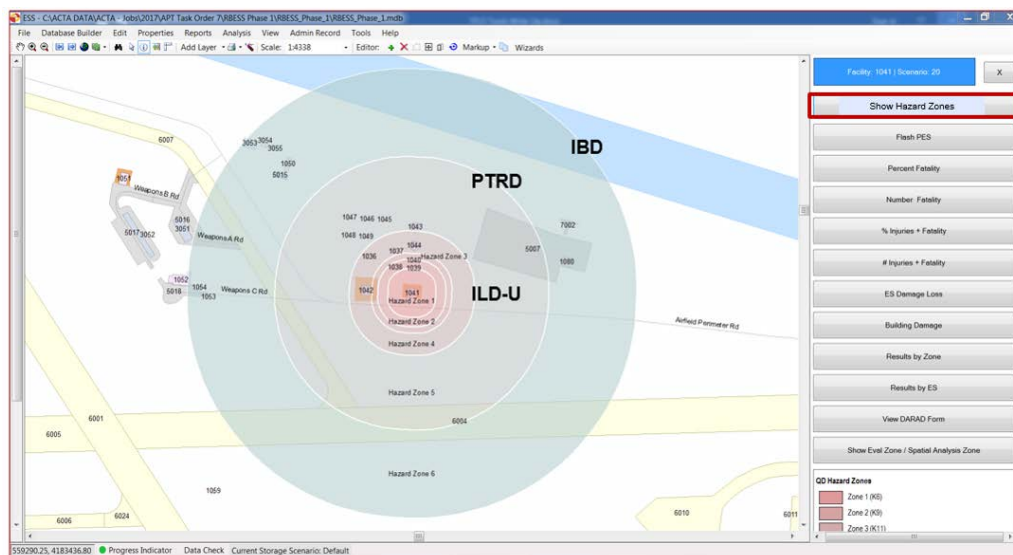 ESS - C:\ACTA DATA\ACTA - Jobs\2017\APT Task Order 7\RBESS Phase 1\RBESS_Phase_1\RBESS_Phase_1.mdb
File Database Builder Edit Properties Reports Analysis View Admin Record Tools Help
Add Layer Scale: 1:4338 Editor: Markup Wizards
Facility: 1041 | Scenario: 20 X
Show Hazard Zones
Flash PES
Percent Fatality
Number Fatality
% Injuries + Fatality
# Injuries + Fatality
ES Damage Loss
Building Damage
Results by Zone
Results by ES
View DARAD Form
Show Eval Zone / Spatial Analysis Zone
QD Hazard Zones
Zone 1 (K6)
Zone 2 (K9)
Zone 3 (K11)
6007
3053 3054
3055
1050
5015
IBD
PTRD
1051
Weapons B Rd
5016
3051
5017 3052
Weapons A Rd
1047 1046 1045
1043
1048 1049
1044
1037
1036
1040 Hazard Zone 3
1038 1039
7002
5007
1080
1052
5018
1054
1053
Weapons C Rd
1042
1041
Hazard Zone 1
ILD-U
Hazard Zone 2
Airfield Perimeter Rd
Hazard Zone 4
Hazard Zone 5
6001
6004
6005
Hazard Zone 6
1059
6006
6024
6010
6011
559290.25, 4183436.80 Progress Indicator Data Check Current Storage Scenario: Default